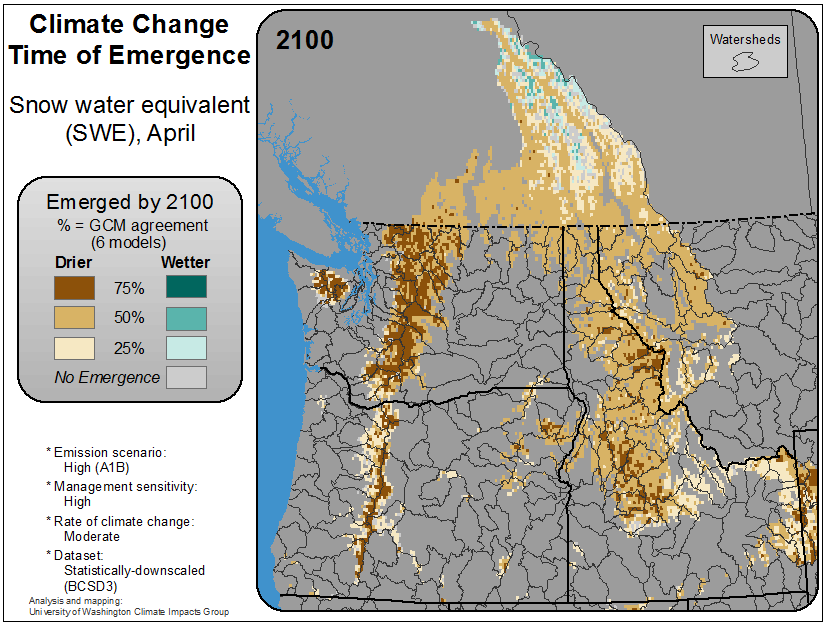 Climate Change
Time of Emergence
Snow water equivalent
(SWE), April
Emerged by 2100
% = GCM agreement
(6 models)
Drier Wetter
75%
50%
25%
No Emergence
* Emission scenario:
High (A1B)
* Management sensitivity:
High
* Rate of climate change:
Moderate
* Dataset:
Statistically-downscaled
(BCSD3)
Analysis and mapping:
University of Washington Climate Impacts Group
2100
Watersheds